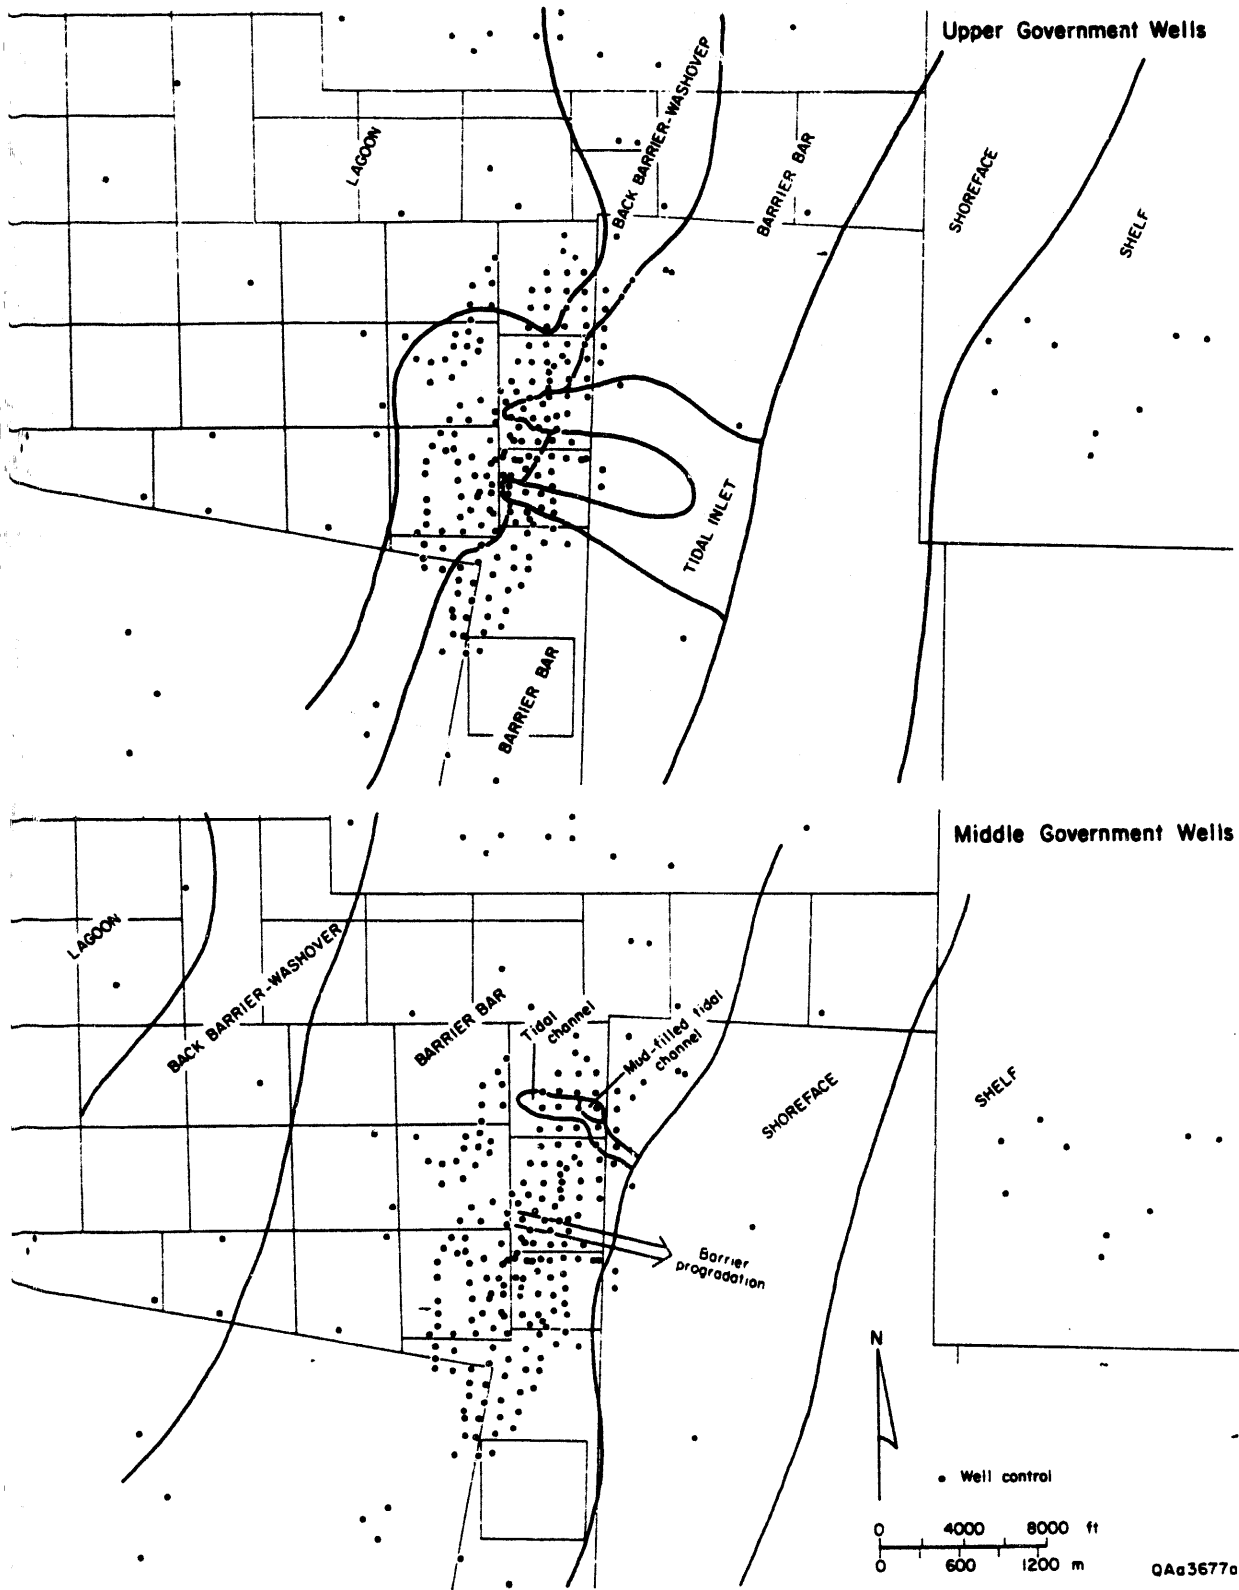 Upper Government Wells
LAGOON
BACK BARRIER-WASHOVER
BARRIER BAR
SHOREFACE
SHELF
TIDAL INLET
BARRIER BAR
Middle Government Wells
LAGOON
BACK BARRIER-WASHOVER
BARRIER BAR
Tidal
channel
Mud-filled tidal
channel
SHOREFACE
SHELF
Barrier
progradation
N
Well control
0 4000 8000 ft
0 600 1200 m
QAa3677a